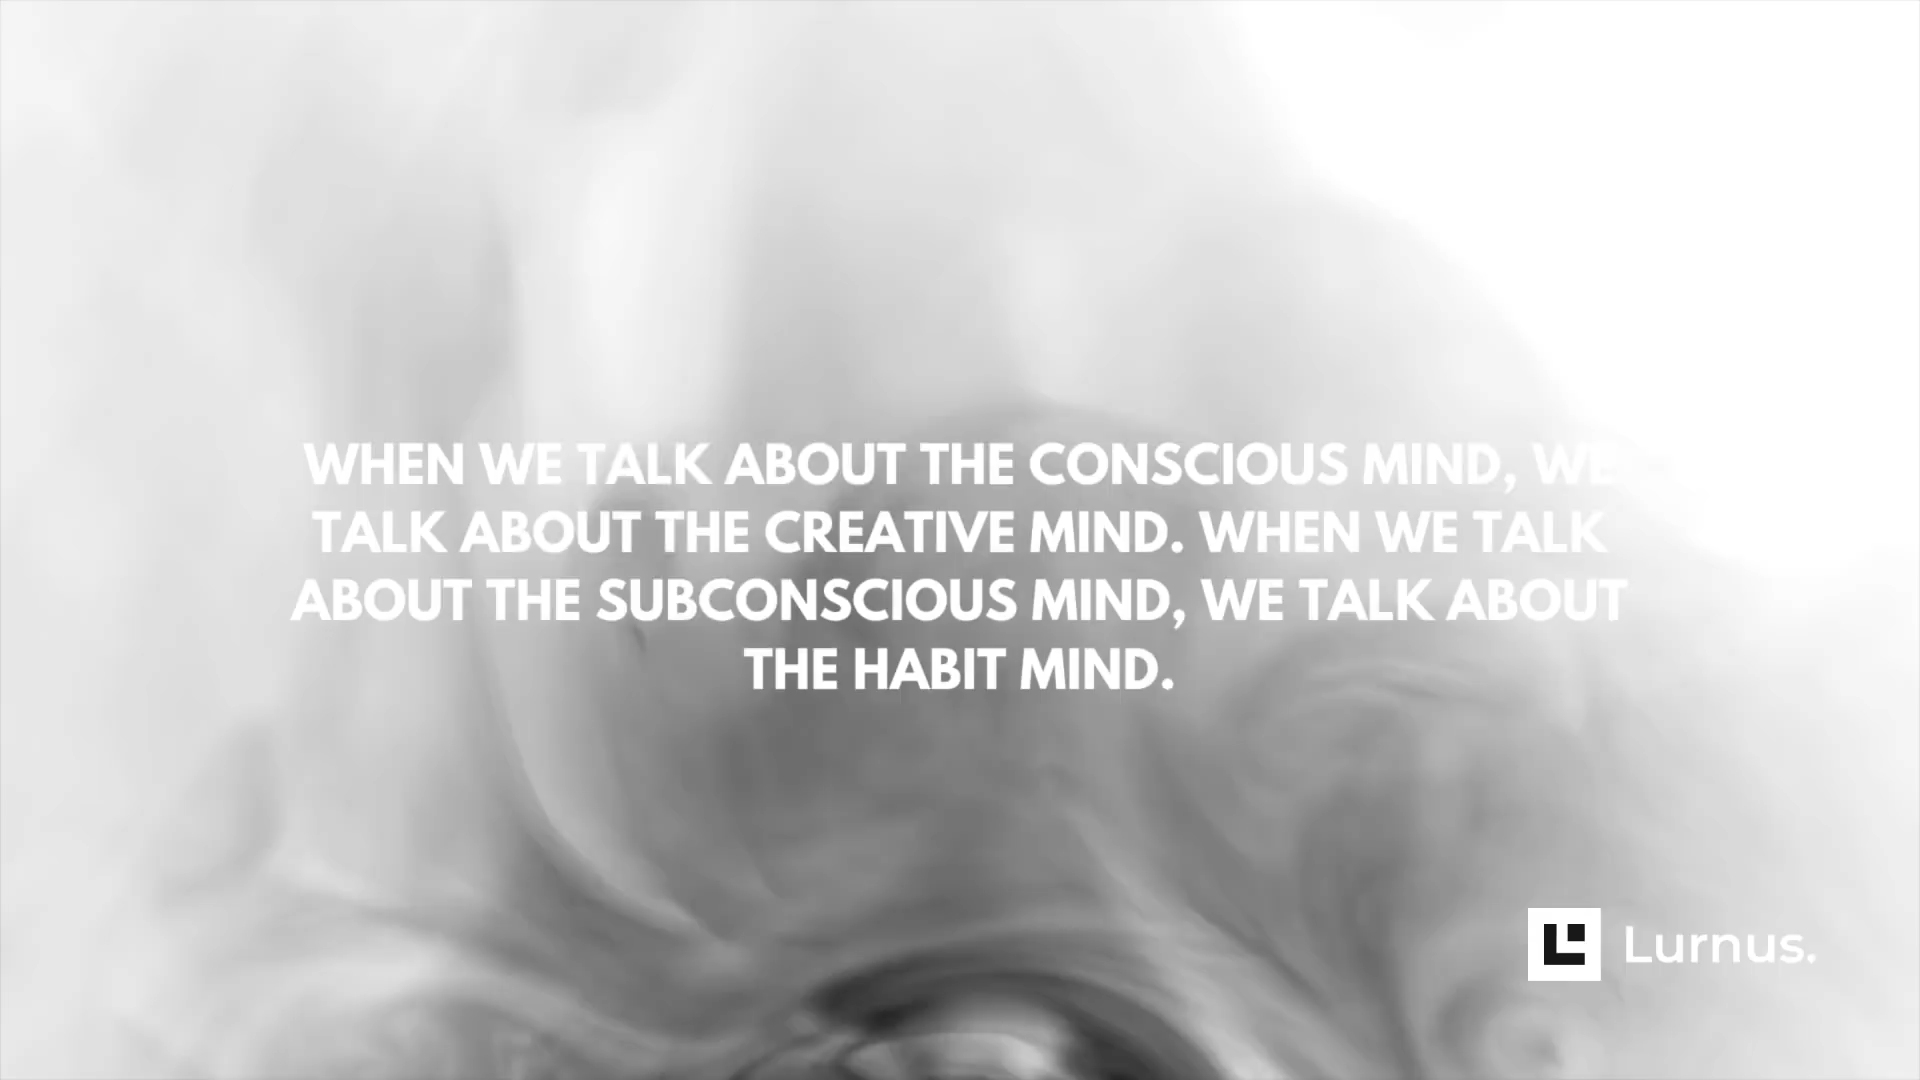 WHEN WE TALK ABOUT THE CONSCIOUS MIND, WE
TALK ABOUT THE CREATIVE MIND. WHEN WE TALK
ABOUT THE SUBCONSCIOUS MIND, WE TALK ABOUT
THE HABIT MIND.
Lurnus.